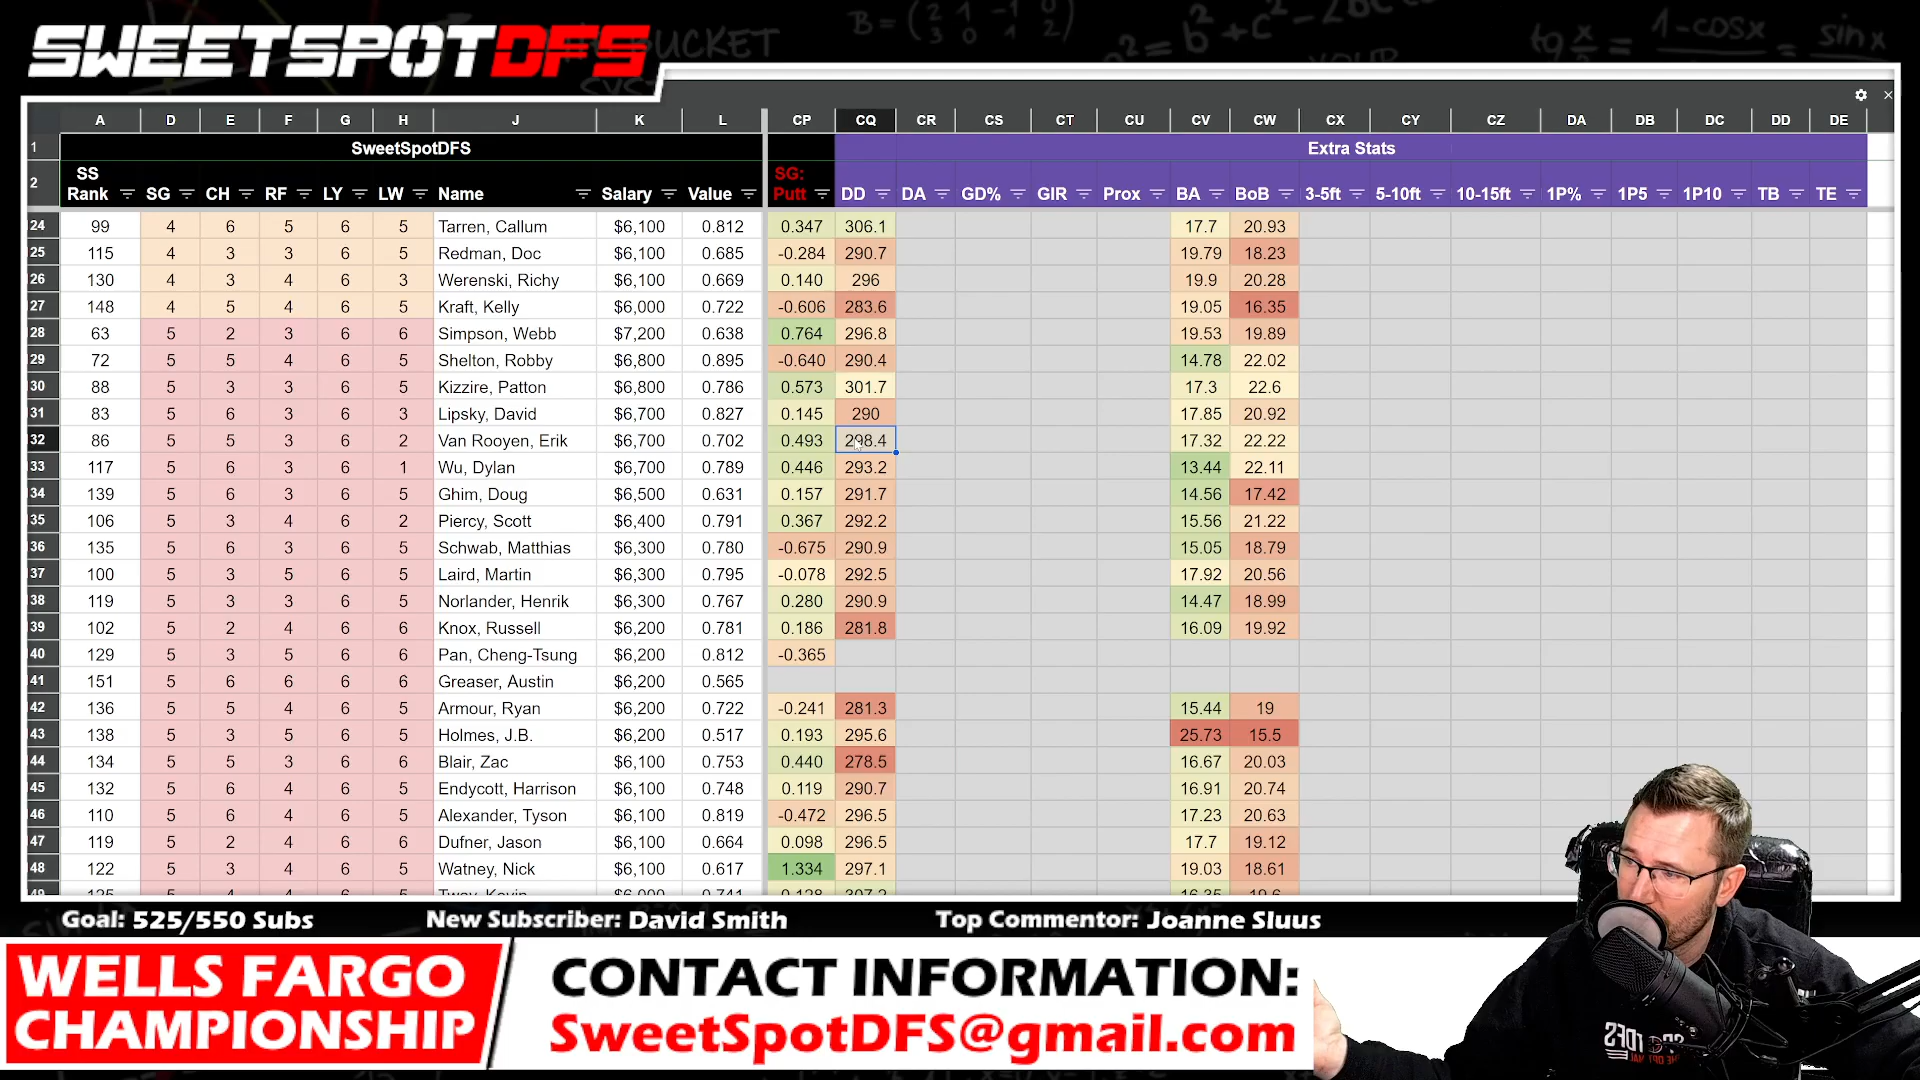 SWEETSPOTDFS
A D E F G H J K L CP CQ CR CS CT CU CV CW CX CY CZ DA DB DC DD DE
1 SweetSpotDFS Extra Stats
2 SS Rank SG CH RF LY LW Name Salary Value SG: Putt DD DA GD% GIR Prox BA BoB 3-5ft 5-10ft 10-15ft 1P% 1P5 1P10 TB TE
24 99 4 6 5 6 5 Tarren, Callum $6,100 0.812 0.347 306.1 17.7 20.93
25 115 4 3 3 6 5 Redman, Doc $6,100 0.685 -0.284 290.7 19.79 18.23
26 130 4 3 4 6 3 Werenski, Richy $6,100 0.669 0.140 296 19.9 20.28
27 148 4 5 4 6 5 Kraft, Kelly $6,000 0.722 -0.606 283.6 19.05 16.35
28 63 5 2 3 6 6 Simpson, Webb $7,200 0.638 0.764 296.8 19.53 19.89
29 72 5 5 4 6 5 Shelton, Robby $6,800 0.895 -0.640 290.4 14.78 22.02
30 88 5 3 3 6 5 Kizzire, Patton $6,800 0.786 0.573 301.7 17.3 22.6
31 83 5 6 3 6 3 Lipsky, David $6,700 0.827 0.145 290 17.85 20.92
32 86 5 5 3 6 2 Van Rooyen, Erik $6,700 0.702 0.493 298.4 17.32 22.22
33 117 5 6 3 6 1 Wu, Dylan $6,700 0.789 0.446 293.2 13.44 22.11
34 139 5 6 3 6 5 Ghim, Doug $6,500 0.631 0.157 291.7 14.56 17.42
35 106 5 3 4 6 2 Piercy, Scott $6,400 0.791 0.367 292.2 15.56 21.22
36 135 5 6 3 6 5 Schwab, Matthias $6,300 0.780 -0.675 290.9 15.05 18.79
37 100 5 3 5 6 5 Laird, Martin $6,300 0.795 -0.078 292.5 17.92 20.56
38 119 5 3 3 6 5 Norlander, Henrik $6,300 0.767 0.280 290.9 14.47 18.99
39 102 5 2 4 6 6 Knox, Russell $6,200 0.781 0.186 281.8 16.09 19.92
40 129 5 3 5 6 6 Pan, Cheng-Tsung $6,200 0.812 -0.365
41 151 5 6 6 6 6 Greaser, Austin $6,200 0.565
42 136 5 5 4 6 5 Armour, Ryan $6,200 0.722 -0.241 281.3 15.44 19
43 138 5 3 5 6 5 Holmes, J.B. $6,200 0.517 0.193 295.6 25.73 15.5
44 134 5 5 3 6 6 Blair, Zac $6,100 0.753 0.440 278.5 16.67 20.03
45 132 5 6 4 6 5 Endycott, Harrison $6,100 0.748 0.119 290.7 16.91 20.74
46 110 5 6 4 6 5 Alexander, Tyson $6,100 0.819 -0.472 296.5 17.23 20.63
47 119 5 2 4 6 6 Dufner, Jason $6,100 0.664 0.098 296.5 17.7 19.12
48 122 5 3 4 6 5 Watney, Nick $6,100 0.617 1.334 297.1 19.03 18.61
Goal: 525/550 Subs New Subscriber: David Smith Top Commentor: Joanne Sluus
WELLS FARGO
CHAMPIONSHIP
CONTACT INFORMATION:
SweetSpotDFS@gmail.com